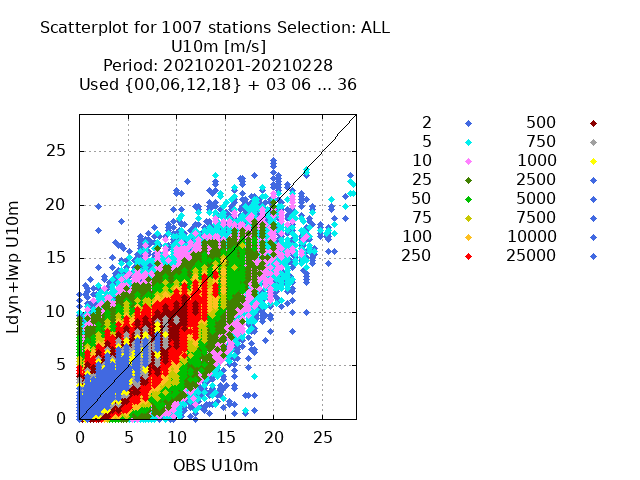 Scatterplot for 1007 stations Selection: ALL
U10m [m/s]
Period: 20210201-20210228
Used {00,06,12,18} + 03 06 ... 36
2 500
5 750
10 1000
25 2500
50 5000
75 7500
100 10000
250 25000
25
20
15
10
5
0
Ldyn+lwp U10m
0 5 10 15 20 25
OBS U10m